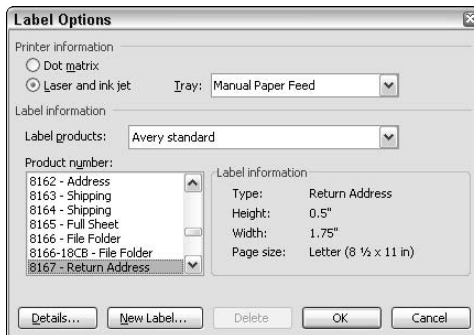 Label Options
Printer information
Dot matrix
Laser and ink jet Tray: Manual Paper Feed
Label information
Label products: Avery standard
Product number:
8162 - Address
8163 - Shipping
8164 - Shipping
8165 - Full Sheet
8166 - File Folder
8166-18CB - File Folder
8167 - Return Address
Label information
Type: Return Address
Height: 0.5"
Width: 1.75"
Page size: Letter (8 ½ x 11 in)
Details... New Label... Delete OK Cancel